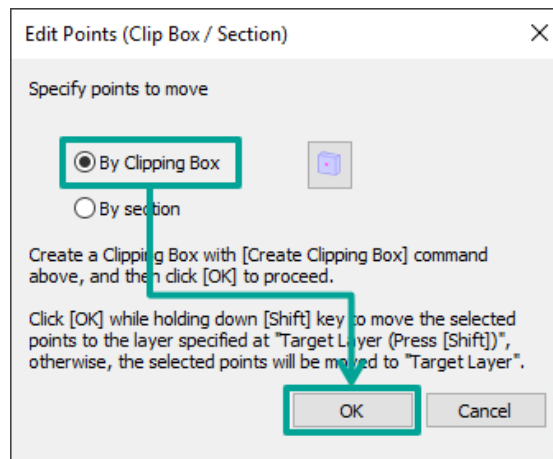 Edit Points (Clip Box / Section)
Specify points to move
By Clipping Box
By section
Create a Clipping Box with [Create Clipping Box] command
above, and then click [OK] to proceed.
Click [OK] while holding down [Shift] key to move the selected
points to the layer specified at "Target Layer (Press [Shift])",
otherwise, the selected points will be moved to "Target Layer".
OK
Cancel